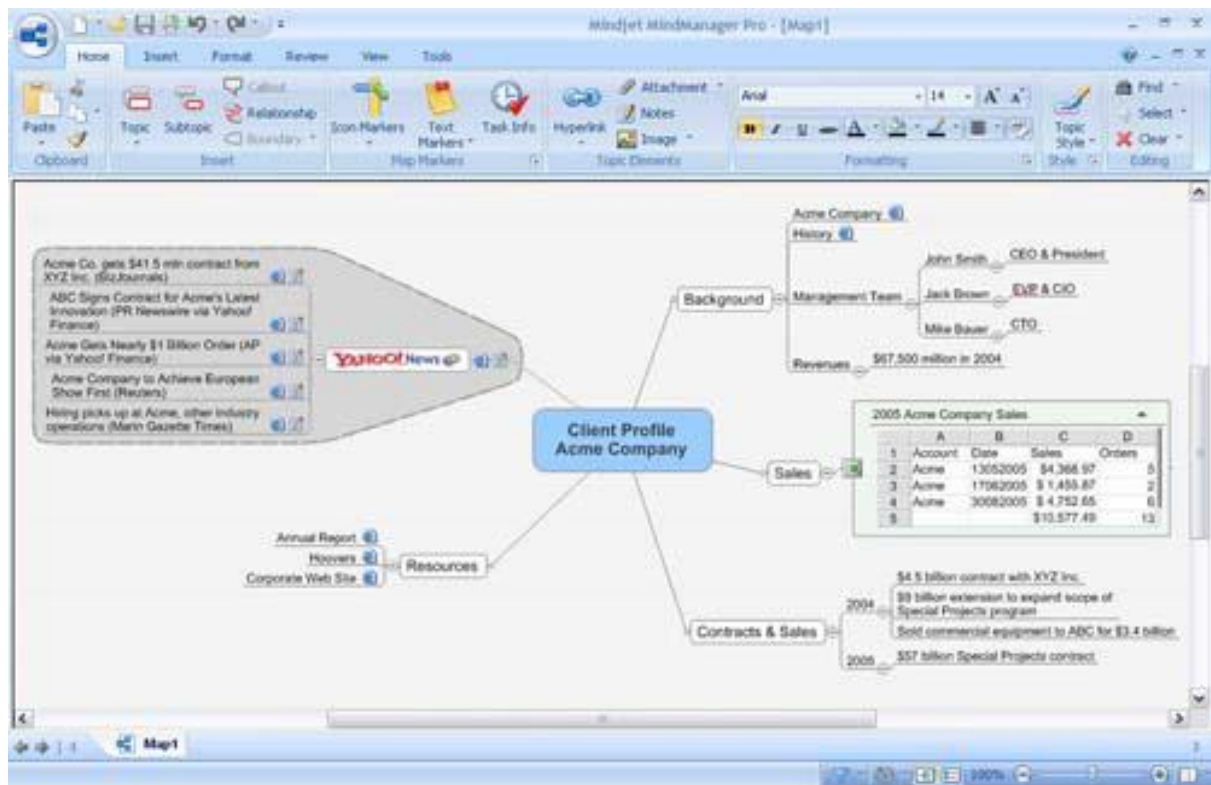 Mindjet MindManager Pro - [Map1]
Home Insert Format Review View Tools
Paste
Topic Subtopic
Callout
Relationship
Boundary
Icon Markers Text Markers Task Info
Hyperlink
Attachment
Notes
Image
Arial 14
Topic Style
Find
Select
Clear
Clipboard Insert Map Markers Topic Elements Formatting Style Editing
Acme Co. gets $41.5 mln contract from
XYZ Inc. (BizJournals)
ABC Signs Contract for Acme's Latest
Innovation (PR Newswire via Yahoo!
Finance)
Acme Gets Nearly $1 Billion Order (AP
via Yahoo! Finance)
Acme Company to Achieve European
Show First (Reuters)
Hiring picks up at Acme, other industry
operations (Marin Gazette Times)
YAHOO! News
Client Profile
Acme Company
Background
Acme Company
History
Management Team
John Smith CEO & President
Jack Brown EVP & CIO
Mike Bauer CTO
Revenues $67,500 million in 2004
Sales
2005 Acme Company Sales
A B C D
1 Account Date Sales Orders
2 Acme 13052005 $4,368.97 5
3 Acme 17062005 $ 1,455.87 2
4 Acme 30082005 $ 4,752.65 6
5 $10,577.49 13
Annual Report
Hoovers
Corporate Web Site
Resources
Contracts & Sales
2004
$4.5 billion contract with XYZ Inc.
$9 billion extension to expand scope of
Special Projects program
Sold commercial equipment to ABC for $3.4 billion
2005 $57 billion Special Projects contract
Map1
100%